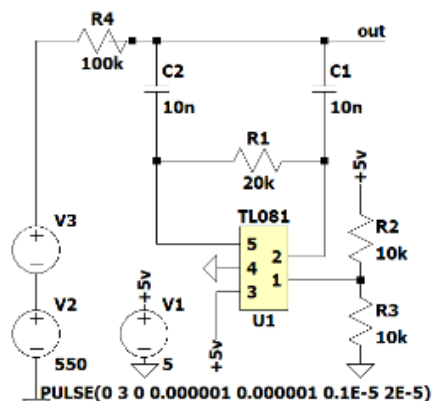 R4
100k
out
C2
10n
C1
10n
R1
20k
+5v
TL081
5
4
3
2
1
U1
R2
10k
R3
10k
V3
V2
550
+5v
V1
5
+5v
PULSE(0 3 0 0.000001 0.000001 0.1E-5 2E-5)